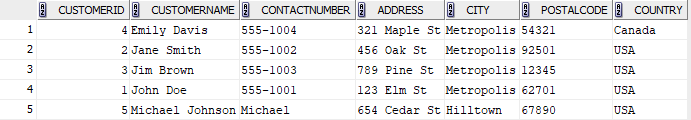 CUSTOMERID CUSTOMERNAME CONTACTNUMBER ADDRESS CITY POSTALCODE COUNTRY
1 4 Emily Davis 555-1004 321 Maple St Metropolis 54321 Canada
2 2 Jane Smith 555-1002 456 Oak St Metropolis 92501 USA
3 3 Jim Brown 555-1003 789 Pine St Metropolis 12345 USA
4 1 John Doe 555-1001 123 Elm St Metropolis 62701 USA
5 5 Michael Johnson Michael 654 Cedar St Hilltown 67890 USA